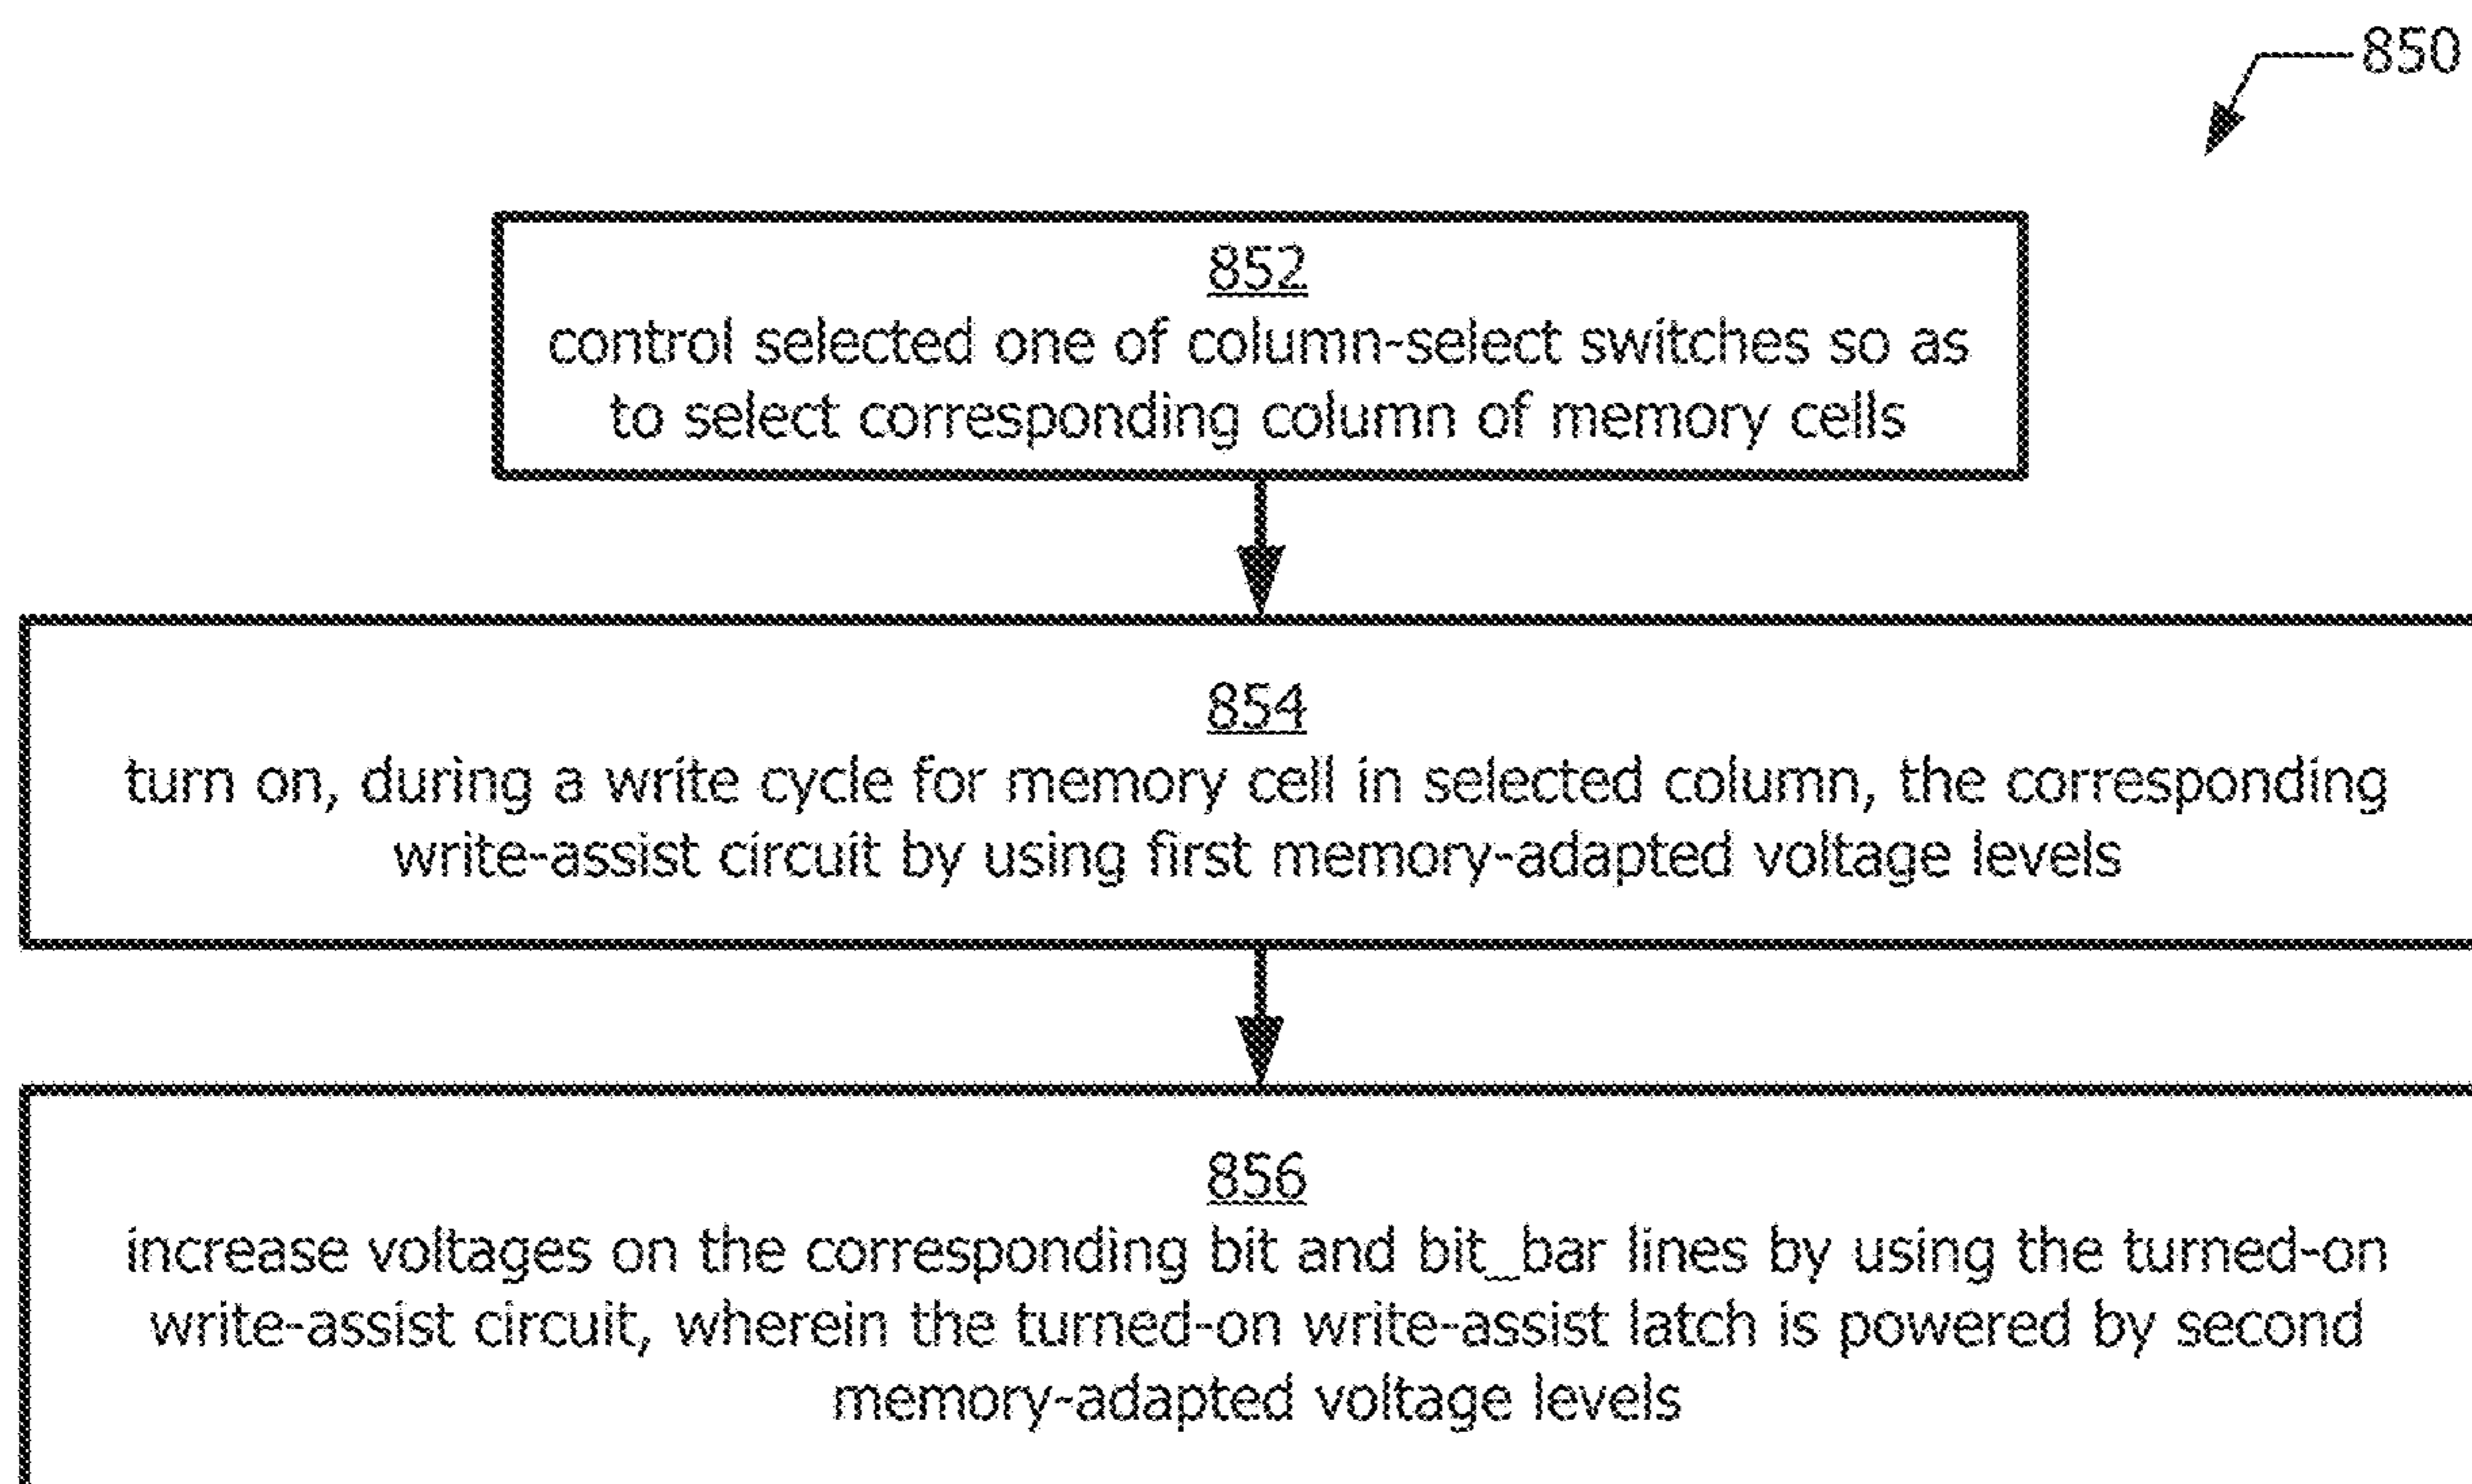 850
852
control selected one of column-select switches so as
to select corresponding column of memory cells
854
turn on, during a write cycle for memory cell in selected column, the corresponding
write-assist circuit by using first memory-adapted voltage levels
856
increase voltages on the corresponding bit and bit_bar lines by using the turned-on
write-assist circuit, wherein the turned-on write-assist latch is powered by second
memory-adapted voltage levels